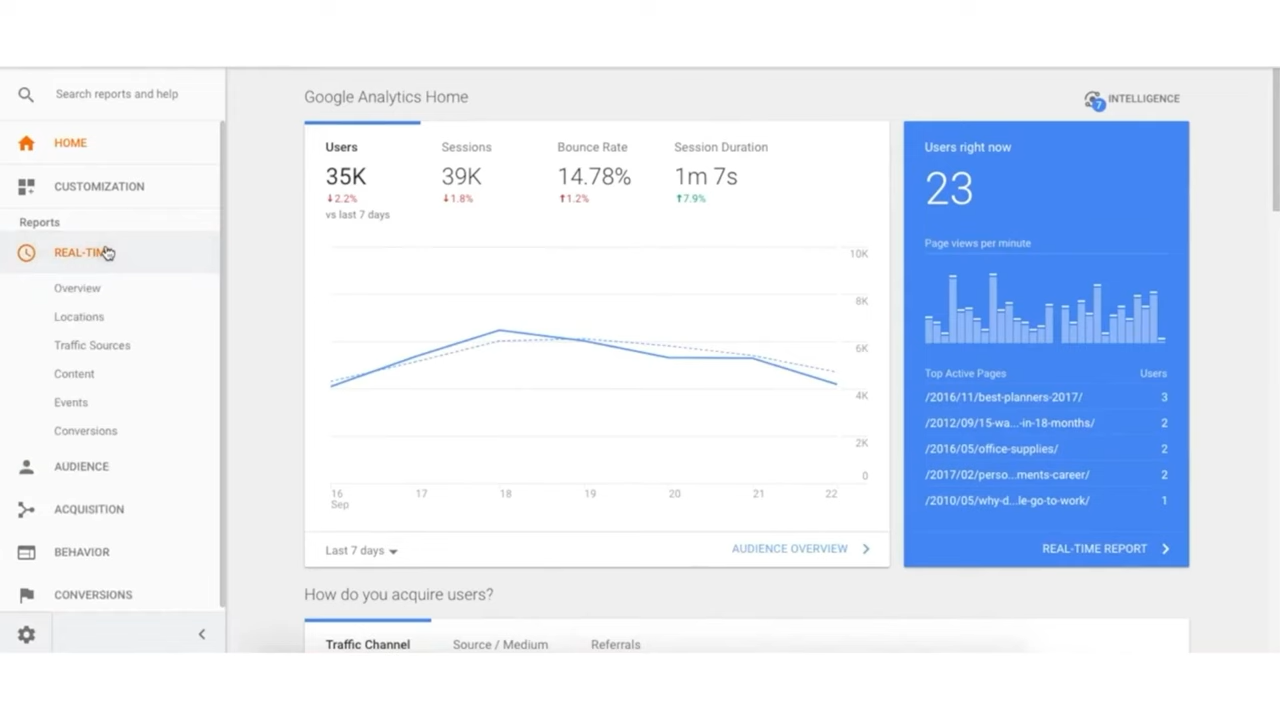 Search reports and help
HOME
CUSTOMIZATION
Reports
REAL-TIM
Overview
Locations
Traffic Sources
Content
Events
Conversions
AUDIENCE
ACQUISITION
BEHAVIOR
CONVERSIONS
Google Analytics Home
7 INTELLIGENCE
Users Sessions Bounce Rate Session Duration
35K 39K 14.78% 1m 7s
↓2.2% ↓1.8% ↑1.2% ↑7.9%
vs last 7 days
10K
8K
6K
4K
2K
0
16 17 18 19 20 21 22
Sep
Last 7 days AUDIENCE OVERVIEW
Users right now
23
Page views per minute
Top Active Pages Users
/2016/11/best-planners-2017/ 3
/2012/09/15-wa...-in-18-months/ 2
/2016/05/office-supplies/ 2
/2017/02/perso...ments-career/ 2
/2010/05/why-d...le-go-to-work/ 1
REAL-TIME REPORT
How do you acquire users?
Traffic Channel Source / Medium Referrals